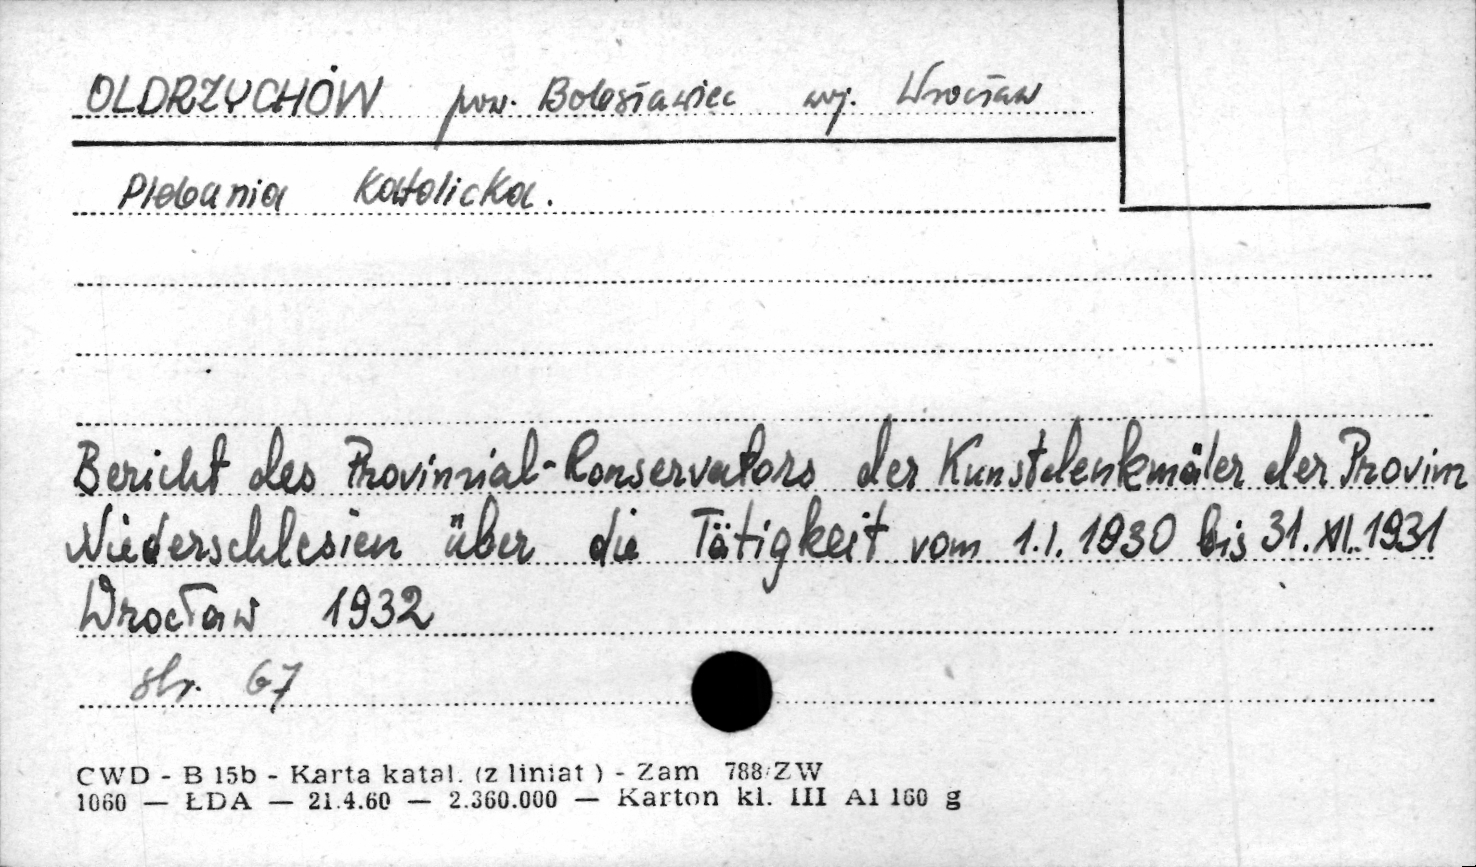 OLDRZYCHÓW pow. Bolesławiec woj. Wrocław
Plebania Katolicka.
Bericht des Provinzial-Konservators der Kunstdenkmäler der Provinz
Niederschlesien über die Tätigkeit vom 1.I. 1930 bis 31. XII. 1931
Wrocław 1932
str. 67
CWD - B 15b - Karta katal. (z liniat ) - Zam 788/ZW
1060 — ŁDA — 21.4.60 — 2.360.000 — Karton kl. III A1 160 g